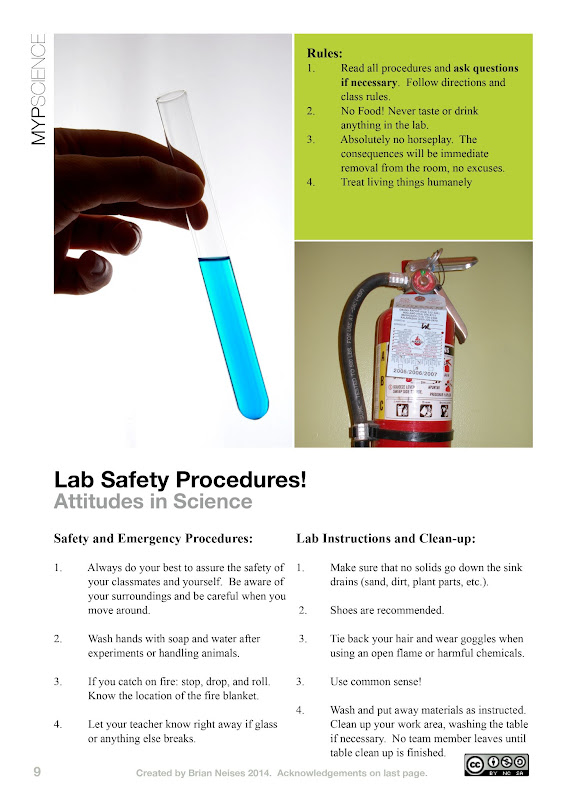 MYPSCIENCE
Rules:
1. Read all procedures and ask questions
if necessary. Follow directions and
class rules.
2. No Food! Never taste or drink
anything in the lab.
3. Absolutely no horseplay. The
consequences will be immediate
removal from the room, no excuses.
4. Treat living things humanely
A
B
C
2005/2006/2007
Lab Safety Procedures!
Attitudes in Science
Safety and Emergency Procedures:
1. Always do your best to assure the safety of
your classmates and yourself. Be aware of
your surroundings and be careful when you
move around.
2. Wash hands with soap and water after
experiments or handling animals.
3. If you catch on fire: stop, drop, and roll.
Know the location of the fire blanket.
4. Let your teacher know right away if glass
or anything else breaks.
Lab Instructions and Clean-up:
1. Make sure that no solids go down the sink
drains (sand, dirt, plant parts, etc.).
2. Shoes are recommended.
3. Tie back your hair and wear goggles when
using an open flame or harmful chemicals.
3. Use common sense!
4. Wash and put away materials as instructed.
Clean up your work area, washing the table
if necessary. No team member leaves until
table clean up is finished.
cc
BY NC SA
9
Created by Brian Neises 2014. Acknowledgements on last page.